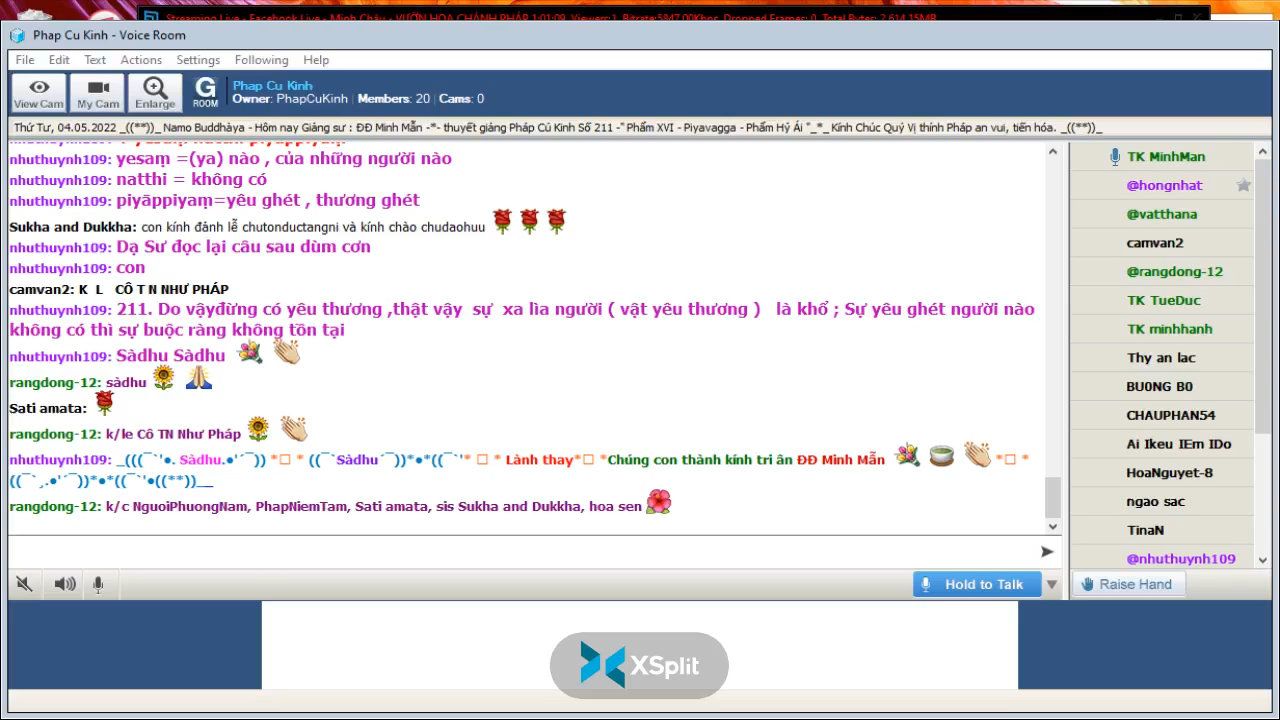 Streaming Live - Facebook Live - Minh Châu - VƯỜN HOA CHÁNH PHÁP 1:01:09, Viewers:1, Bitrate:5847.00Kbps, Dropped Frames: 0, Total Bytes: 2,614.15MB
Phap Cu Kinh - Voice Room
File Edit Text Actions Settings Following Help
View Cam My Cam Enlarge G ROOM
Phap Cu Kinh
Owner: PhapCuKinh | Members: 20 | Cams: 0
Thứ Tư, 04.05.2022 _((**))_ Namo Buddhàya - Hôm nay Giảng sư : ĐĐ Minh Mẫn -*- thuyết giảng Pháp Cú Kinh Số 211 -" Phẩm XVI - Piyavagga - Phẩm Hỷ Ái "_*_ Kính Chúc Quý Vị thính Pháp an vui, tiến hóa. _((**))_
nhuthuynh109: yesaṃ =(ya) nào , của những người nào
nhuthuynh109: natthi = không có
nhuthuynh109: piyāppiyaṃ=yêu ghét , thương ghét
Sukha and Dukkha: con kính đảnh lễ chutonductangni và kính chào chudaohuu
nhuthuynh109: Dạ Sư đọc lại câu sau dùm cơn
nhuthuynh109: con
camvan2: K L CÔ T N NHƯ PHÁP
nhuthuynh109: 211. Do vậyđừng có yêu thương ,thật vậy sự xa lìa người ( vật yêu thương ) là khổ ; Sự yêu ghét người nào
không có thì sự buộc ràng không tồn tại
nhuthuynh109: Sàdhu Sàdhu
rangdong-12: sàdhu
Sati amata:
rangdong-12: k/le Cô TN Như Pháp
nhuthuynh109: _(((¯`'•. Sàdhu.•'´¯)) *□ * ((¯`Sàdhu´¯))*•*((¯`'* □ * Lành thay*□ *Chúng con thành kính tri ân ĐĐ Minh Mẫn *□ *
((¯`¸.•'´¯))*•*((¯`'•((**))__
rangdong-12: k/c NguoiPhuongNam, PhapNiemTam, Sati amata, sis Sukha and Dukkha, hoa sen
TK MinhMan
@hongnhat
@vatthana
camvan2
@rangdong-12
TK TueDuc
TK minhhanh
Thy an lac
BU0NG B0
CHAUPHAN54
Ai Ikeu IEm IDo
HoaNguyet-8
ngao sac
TinaN
@nhuthuynh109
Hold to Talk
Raise Hand
XSplit